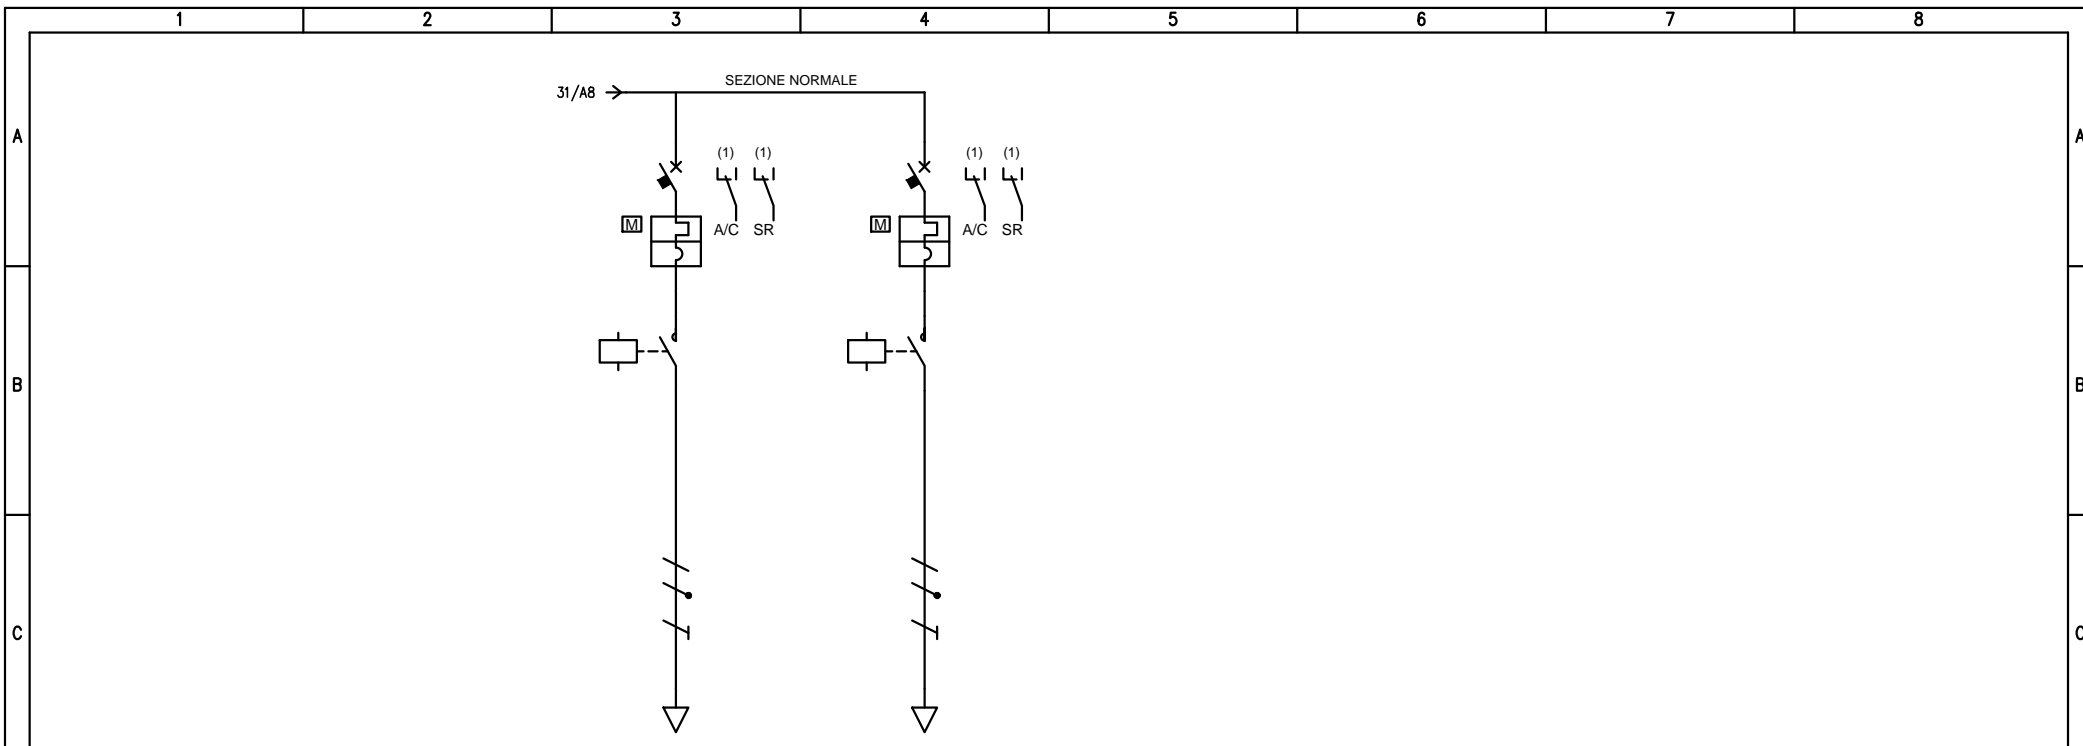 1 2 3 4 5 6 7 8
SEZIONE NORMALE
31/A8
A A
(1) (1) (1) (1)
M A/C SR M A/C SR
B B
C C